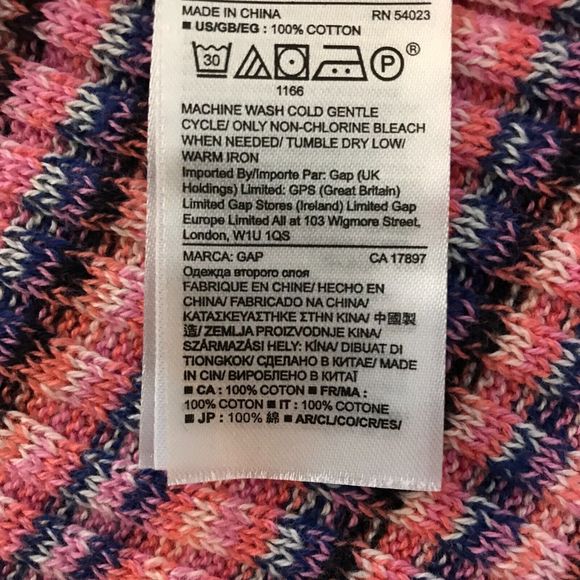 MADE IN CHINA RN 54023
■ US/GB/EG : 100% COTTON
30 P ®
1166
MACHINE WASH COLD GENTLE
CYCLE/ ONLY NON-CHLORINE BLEACH
WHEN NEEDED/ TUMBLE DRY LOW/
WARM IRON
Imported By/Importe Par: Gap (UK
Holdings) Limited: GPS (Great Britain)
Limited Gap Stores (Ireland) Limited Gap
Europe Limited All at 103 Wigmore Street,
London, W1U 1QS
MARCA: GAP CA 17897
Одежда второго слоя
FABRIQUE EN CHINE/ HECHO EN
CHINA/ FABRICADO NA CHINA/
ΚΑΤΑΣΚΕΥΑΣΤΗΚΕ ΣΤΗΝ ΚΙΝΑ/ 中國製
造/ ZEMLJA PROIZVODNJE KINA/
SZÁRMAZÁSI HELY: KÍNA/ DIBUAT DI
TIONGKOK/ СДЕЛАНО В КИТАЕ/ MADE
IN CIN/ ВИРОБЛЕНО В КИТАЇ
■ CA : 100% COTON ■ FR/MA :
100% COTON ■ IT : 100% COTONE
■ JP : 100% 綿 ■ AR/CL/CO/CR/ES/